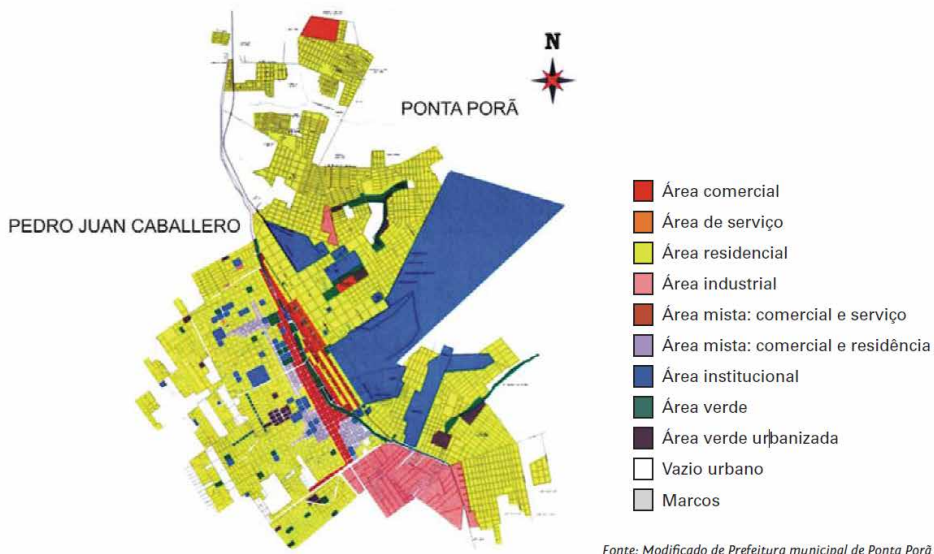 N
PONTA PORÃ
PEDRO JUAN CABALLERO
Área comercial
Área de serviço
Área residencial
Área industrial
Área mista: comercial e serviço
Área mista: comercial e residência
Área institucional
Área verde
Área verde urbanizada
Vazio urbano
Marcos
Fonte: Modificado de Prefeitura municipal de Ponta Porã